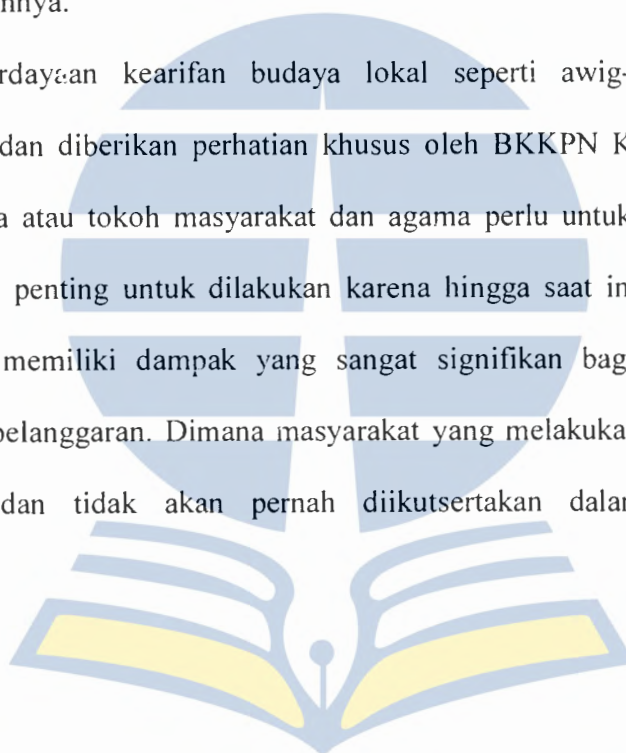 nnya.
rdayaan kearifan budaya lokal seperti awig-
dan diberikan perhatian khusus oleh BKKPN K
a atau tokoh masyarakat dan agama perlu untuk
penting untuk dilakukan karena hingga saat in
memiliki dampak yang sangat signifikan bag
pelanggaran. Dimana masyarakat yang melakuka
dan tidak akan pernah diikutsertakan dalam